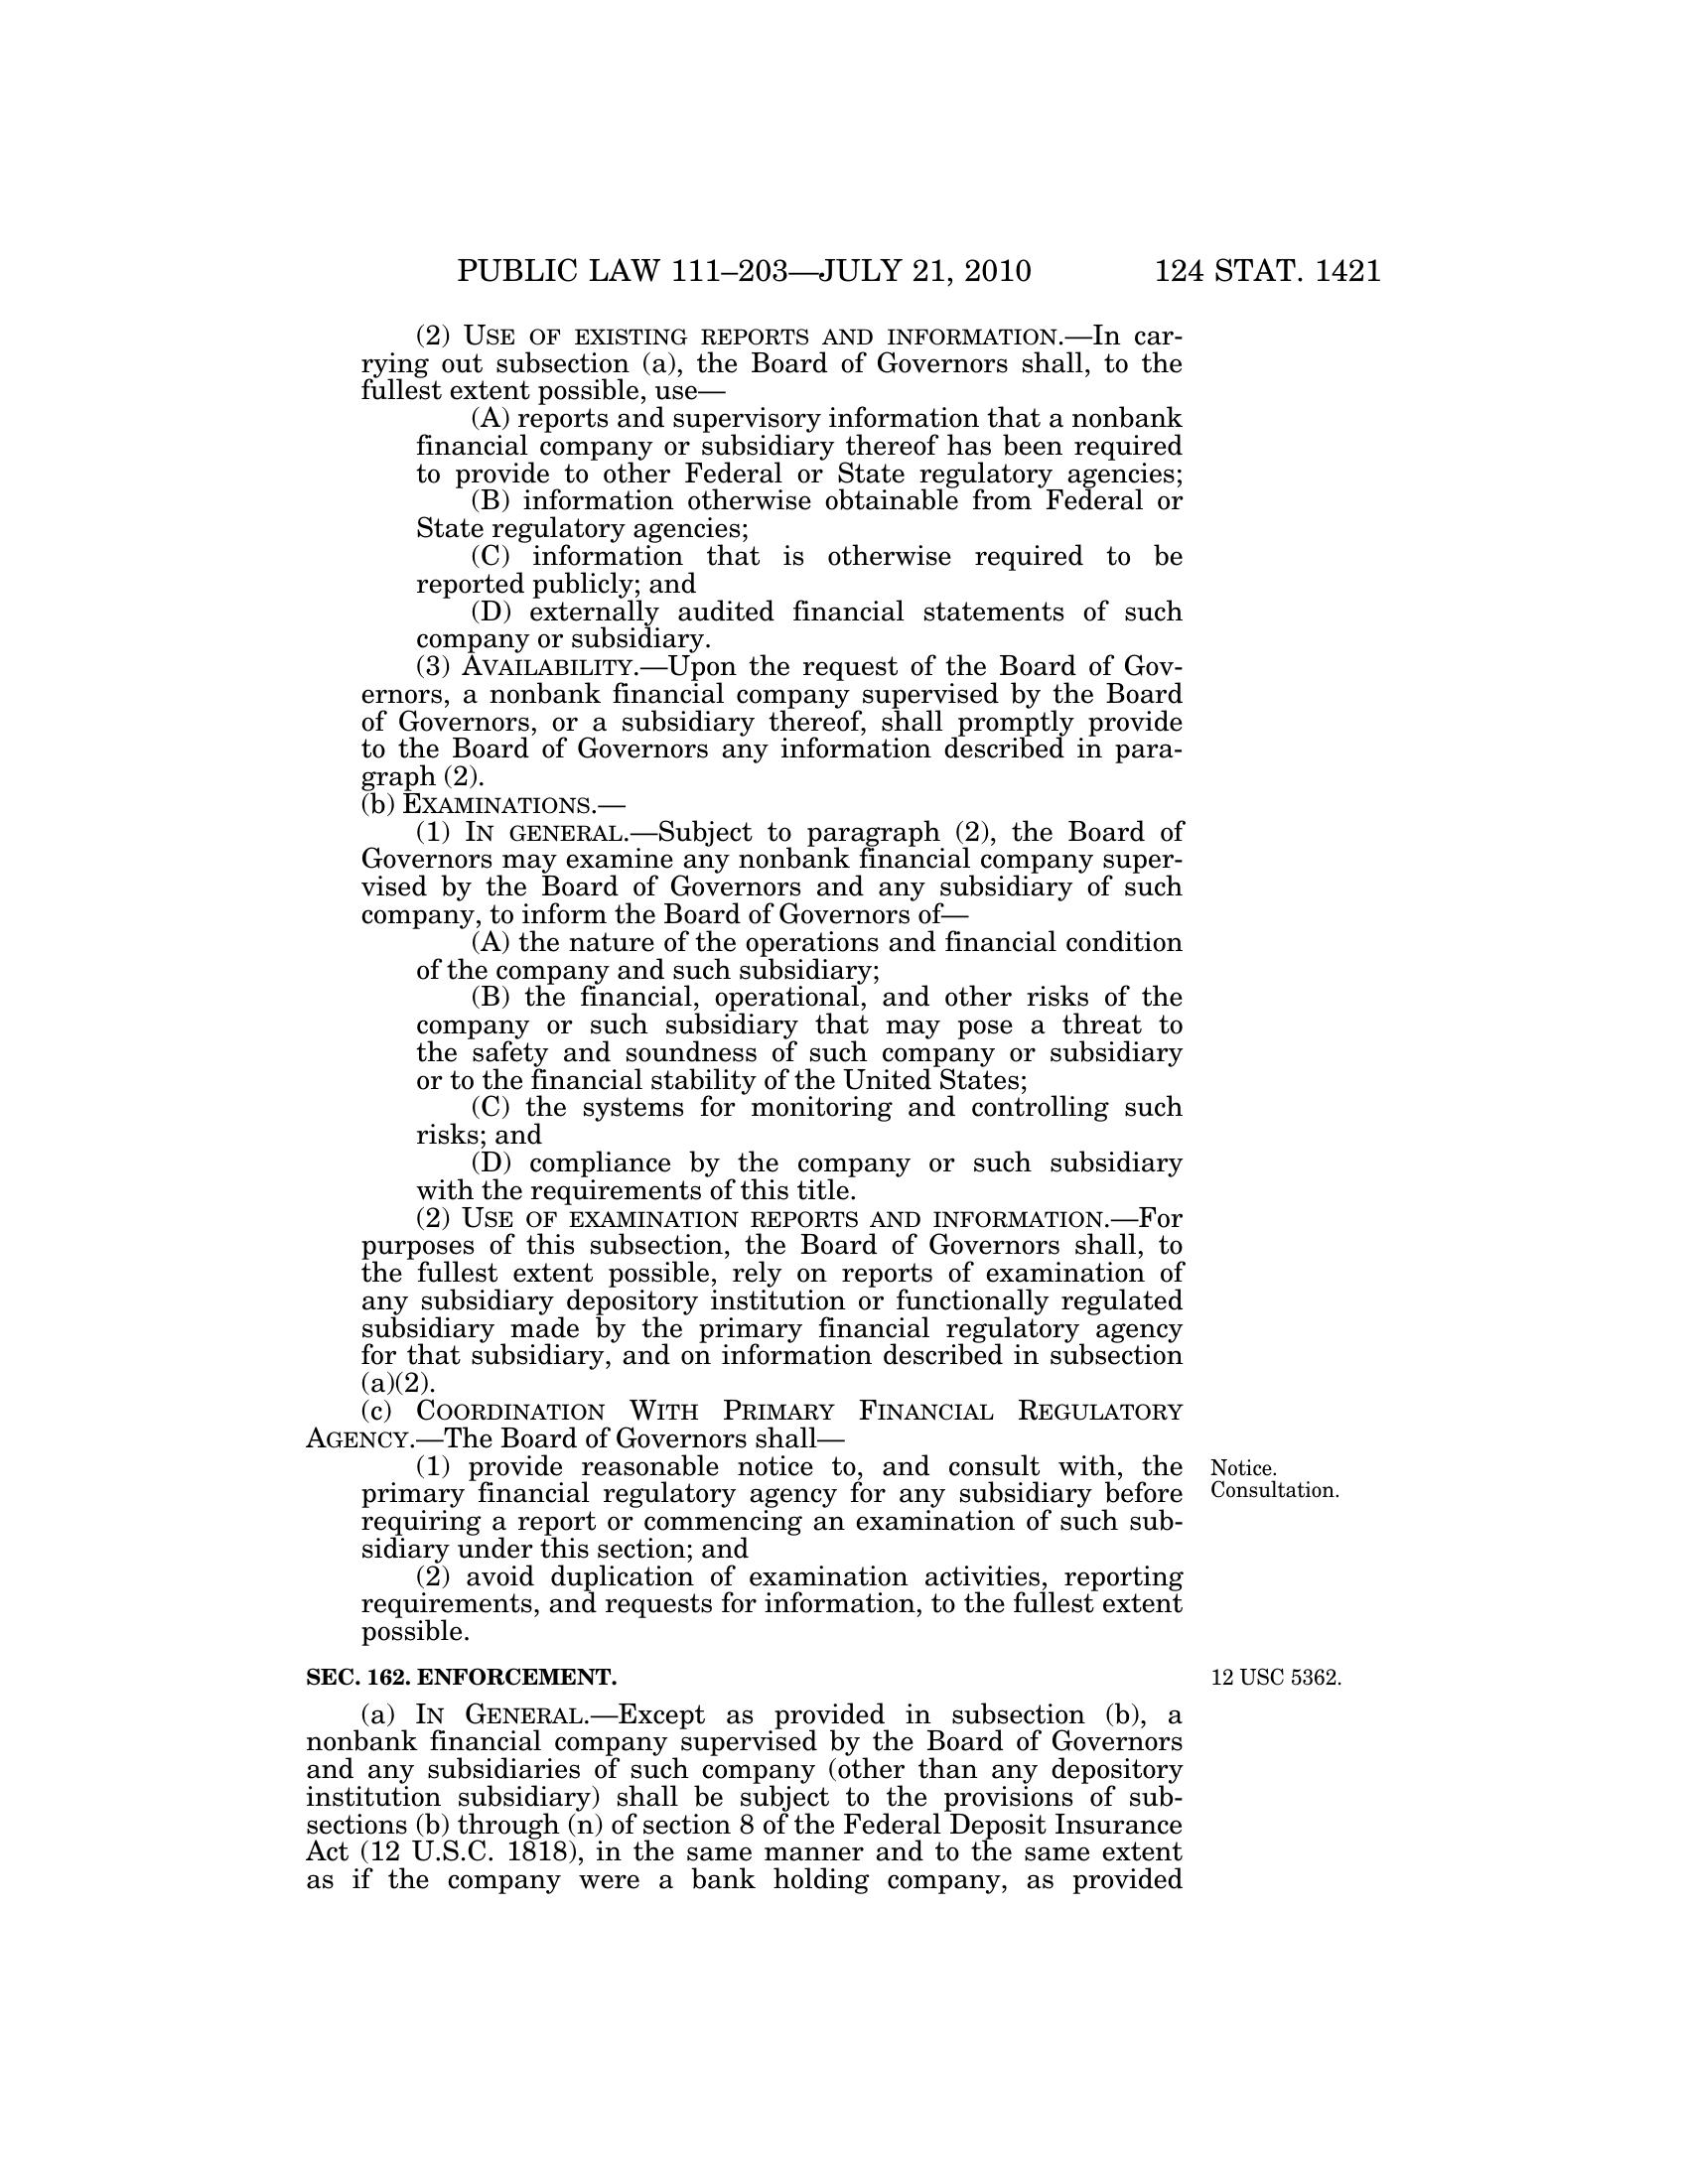 PUBLIC LAW 111–203—JULY 21, 2010 124 STAT. 1421
(2) USE OF EXISTING REPORTS AND INFORMATION.—In car-
rying out subsection (a), the Board of Governors shall, to the
fullest extent possible, use—
(A) reports and supervisory information that a nonbank
financial company or subsidiary thereof has been required
to provide to other Federal or State regulatory agencies;
(B) information otherwise obtainable from Federal or
State regulatory agencies;
(C) information that is otherwise required to be
reported publicly; and
(D) externally audited financial statements of such
company or subsidiary.
(3) AVAILABILITY.—Upon the request of the Board of Gov-
ernors, a nonbank financial company supervised by the Board
of Governors, or a subsidiary thereof, shall promptly provide
to the Board of Governors any information described in para-
graph (2).
(b) EXAMINATIONS.—
(1) IN GENERAL.—Subject to paragraph (2), the Board of
Governors may examine any nonbank financial company super-
vised by the Board of Governors and any subsidiary of such
company, to inform the Board of Governors of—
(A) the nature of the operations and financial condition
of the company and such subsidiary;
(B) the financial, operational, and other risks of the
company or such subsidiary that may pose a threat to
the safety and soundness of such company or subsidiary
or to the financial stability of the United States;
(C) the systems for monitoring and controlling such
risks; and
(D) compliance by the company or such subsidiary
with the requirements of this title.
(2) USE OF EXAMINATION REPORTS AND INFORMATION.—For
purposes of this subsection, the Board of Governors shall, to
the fullest extent possible, rely on reports of examination of
any subsidiary depository institution or functionally regulated
subsidiary made by the primary financial regulatory agency
for that subsidiary, and on information described in subsection
(a)(2).
(c) COORDINATION WITH PRIMARY FINANCIAL REGULATORY
AGENCY.—The Board of Governors shall—
(1) provide reasonable notice to, and consult with, the
primary financial regulatory agency for any subsidiary before
requiring a report or commencing an examination of such sub-
sidiary under this section; and
(2) avoid duplication of examination activities, reporting
requirements, and requests for information, to the fullest extent
possible.
Notice.
Consultation.
SEC. 162. ENFORCEMENT.
12 USC 5362.
(a) IN GENERAL.—Except as provided in subsection (b), a
nonbank financial company supervised by the Board of Governors
and any subsidiaries of such company (other than any depository
institution subsidiary) shall be subject to the provisions of sub-
sections (b) through (n) of section 8 of the Federal Deposit Insurance
Act (12 U.S.C. 1818), in the same manner and to the same extent
as if the company were a bank holding company, as provided